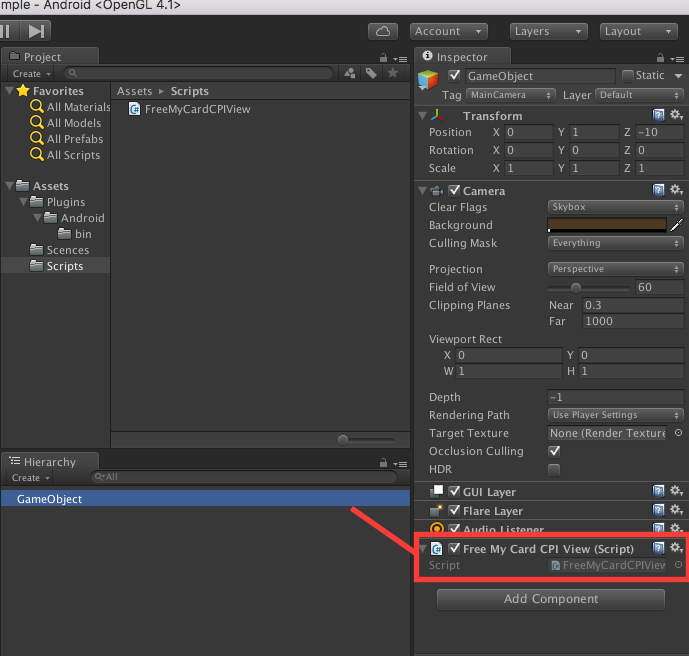 mple - Android <OpenGL 4.1>
Account Layers Layout
Project
Create
Favorites
All Materials
All Models
All Prefabs
All Scripts
Assets
Plugins
Android
bin
Scences
Scripts
Assets ▸ Scripts
FreeMyCardCPIView
Hierarchy
Create All
GameObject
Inspector
GameObject Static
Tag MainCamera Layer Default
Transform
Position X 0 Y 1 Z -10
Rotation X 0 Y 0 Z 0
Scale X 1 Y 1 Z 1
Camera
Clear Flags Skybox
Background
Culling Mask Everything
Projection Perspective
Field of View 60
Clipping Planes Near 0.3
Far 1000
Viewport Rect
X 0 Y 0
W 1 H 1
Depth -1
Rendering Path Use Player Settings
Target Texture None (Render Texture
Occlusion Culling
HDR
GUI Layer
Flare Layer
Audio Listener
Free My Card CPI View (Script)
Script FreeMyCardCPIView
Add Component